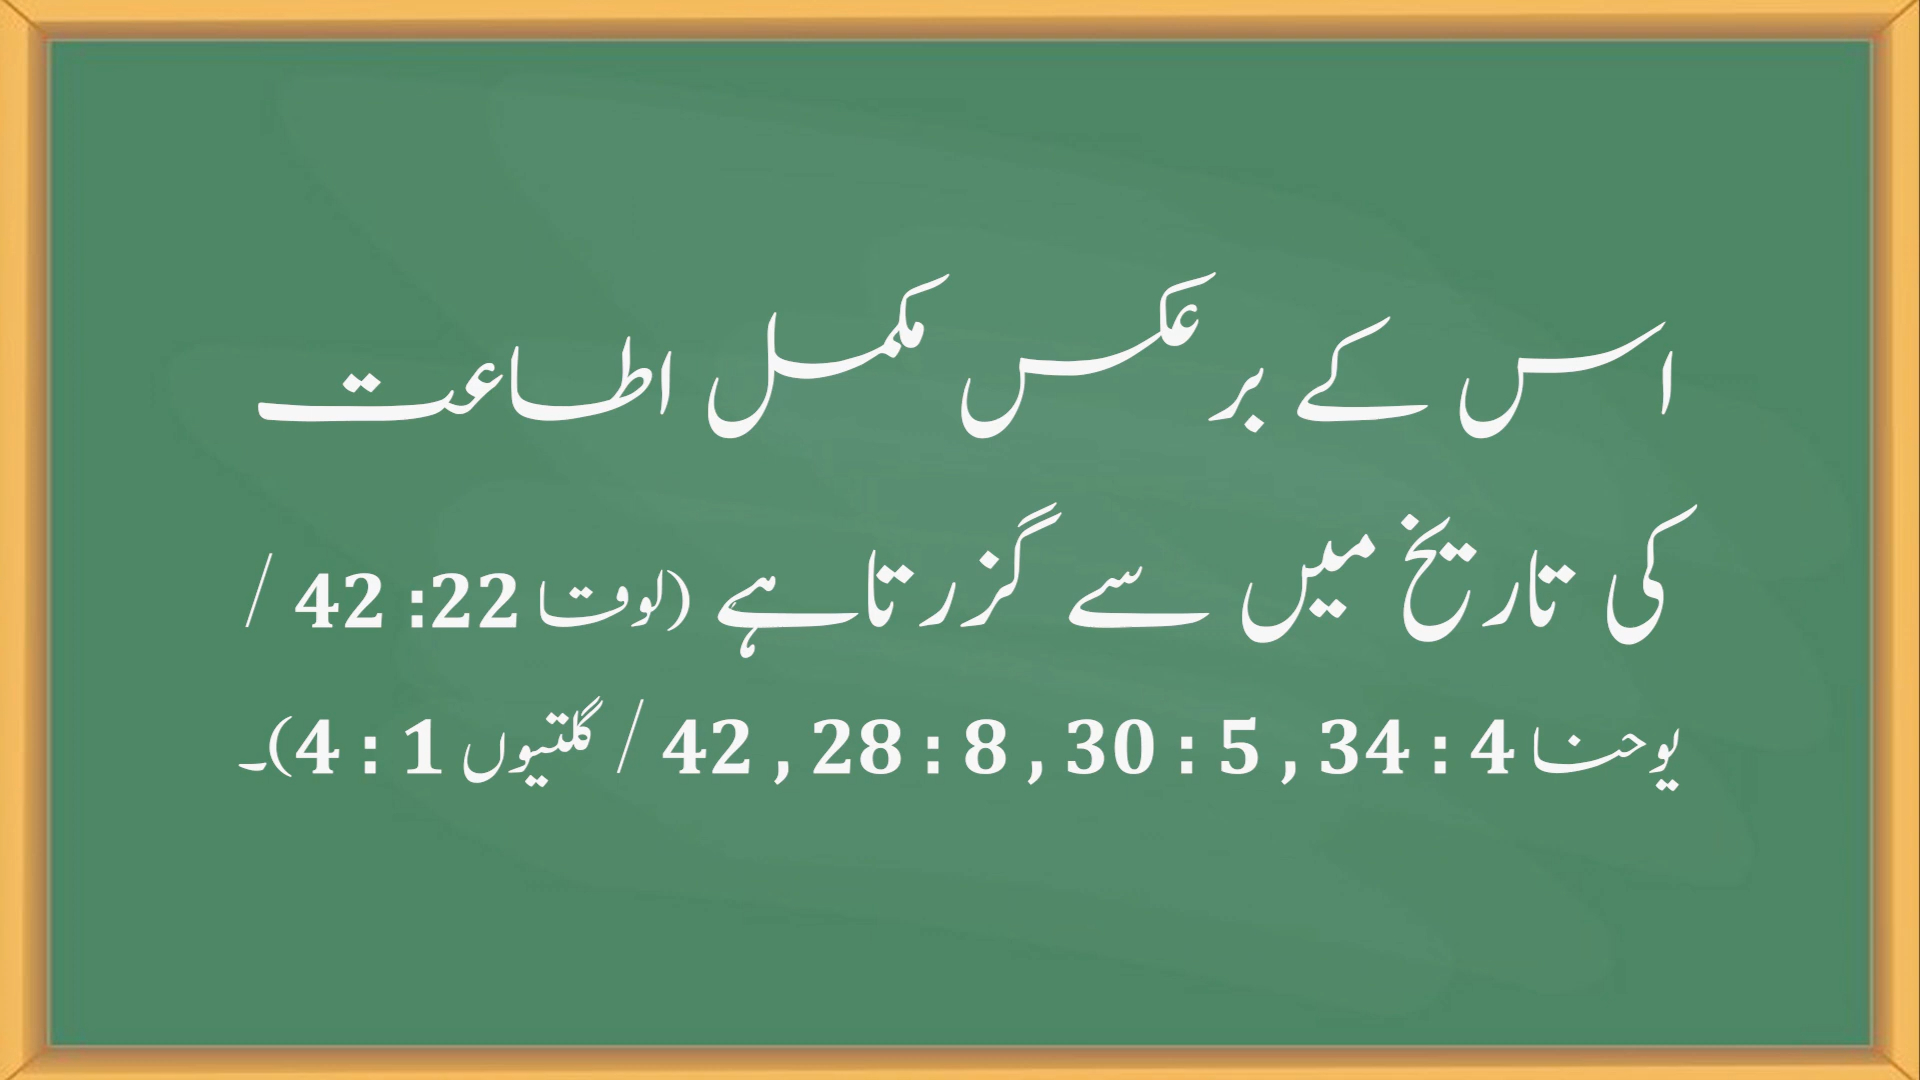 اس کے برعکس مکمل اطاعت
کی تاریخ میں سے گزرتا ہے (لوقا 22: 42 /
یوحنا 4 : 34 , 5 : 30 , 8 : 28 , 42 / گلتیوں 1 : 4)۔